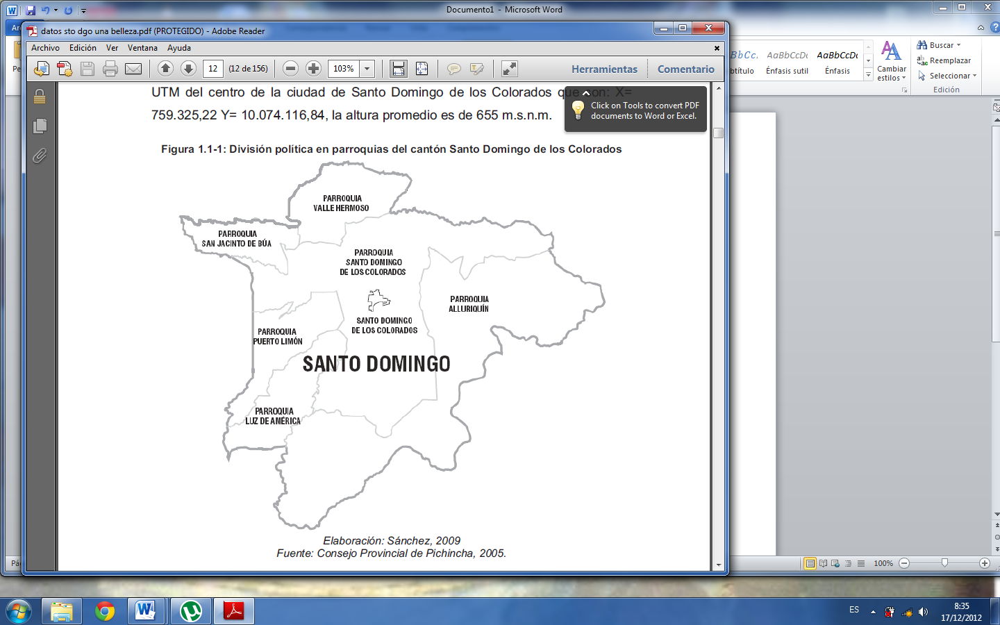 Documento1 - Microsoft Word
datos sto dgo una belleza.pdf (PROTEGIDO) - Adobe Reader
Archivo Edición Ver Ventana Ayuda
12 (12 de 156) 103% Herramientas Comentario
UTM del centro de la ciudad de Santo Domingo de los Colorados que son: X=
759.325,22 Y= 10.074.116,84, la altura promedio es de 655 m.s.n.m.
Click on Tools to convert PDF
documents to Word or Excel.
Figura 1.1-1: División política en parroquias del cantón Santo Domingo de los Colorados
PARROQUIA
VALLE HERMOSO
PARROQUIA
SAN JACINTO DE BÚA
PARROQUIA
SANTO DOMINGO
DE LOS COLORADOS
PARROQUIA
ALLURIQUÍN
SANTO DOMINGO
DE LOS COLORADOS
PARROQUIA
PUERTO LIMÓN
SANTO DOMINGO
PARROQUIA
LUZ DE AMÉRICA
Elaboración: Sánchez, 2009
Fuente: Consejo Provincial de Pichincha, 2005.
AaBbCcDc AaBbCcDc
btítulo Énfasis sutil Énfasis
Cambiar
estilos
Buscar
Reemplazar
Seleccionar
Edición
100%
ES
8:35
17/12/2012